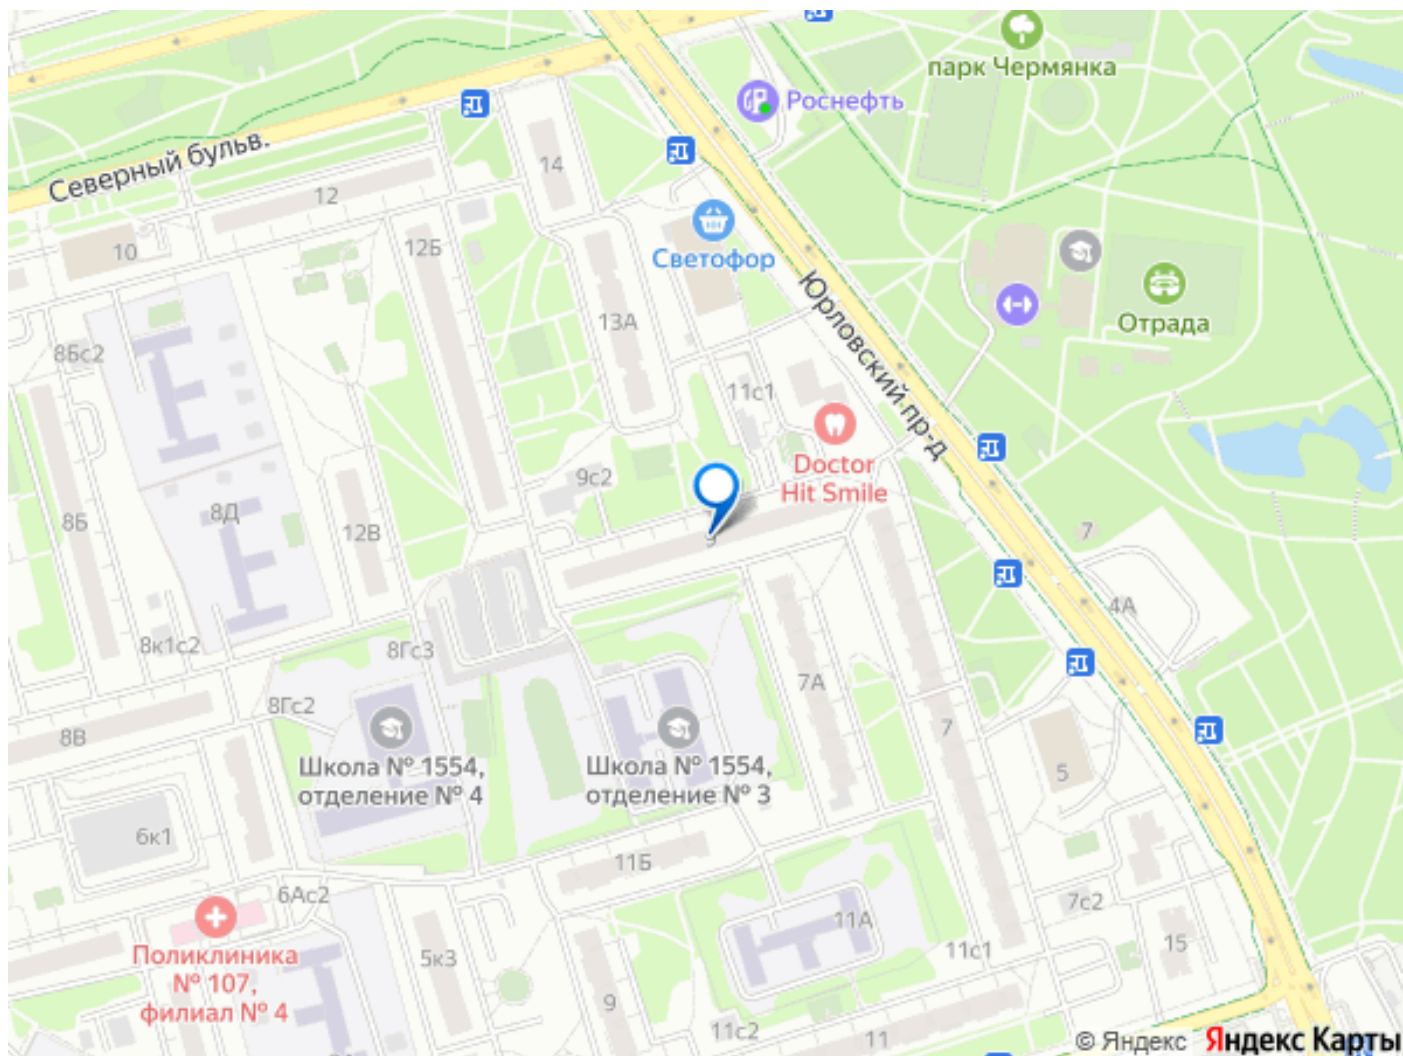 парк Чермянка
Роснефть
Северный бульв.
14
12
10
12Б
Светофор
Юрловский пр-д
Отрада
13А
8Бс2
11с1
Doctor
Hit Smile
9с2
8Б
8Д
12В
9
7
4А
8к1с2
8Гс3
7А
8Гс2
8В
7
Школа № 1554,
отделение № 4
Школа № 1554,
отделение № 3
5
6к1
11Б
6Ас2
7с2
11А
Поликлиника
№ 107,
филиал № 4
5к3
11с1
15
9
11с2
11
© Яндекс
Яндекс Карты